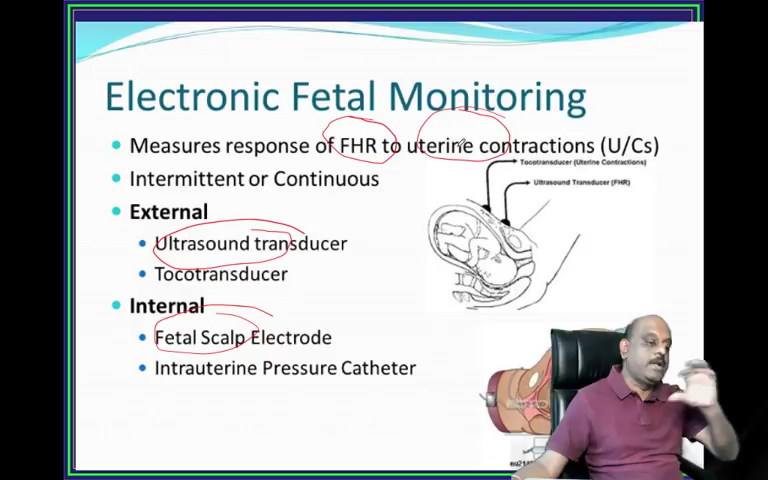 Electronic Fetal Monitoring
Measures response of FHR to uterine contractions (U/Cs)
Tocotransducer (Uterine Contractions)
Intermittent or Continuous
Ultrasound Transducer (FHR)
External
Ultrasound transducer
Tocotransducer
Internal
Fetal Scalp Electrode
Intrauterine Pressure Catheter